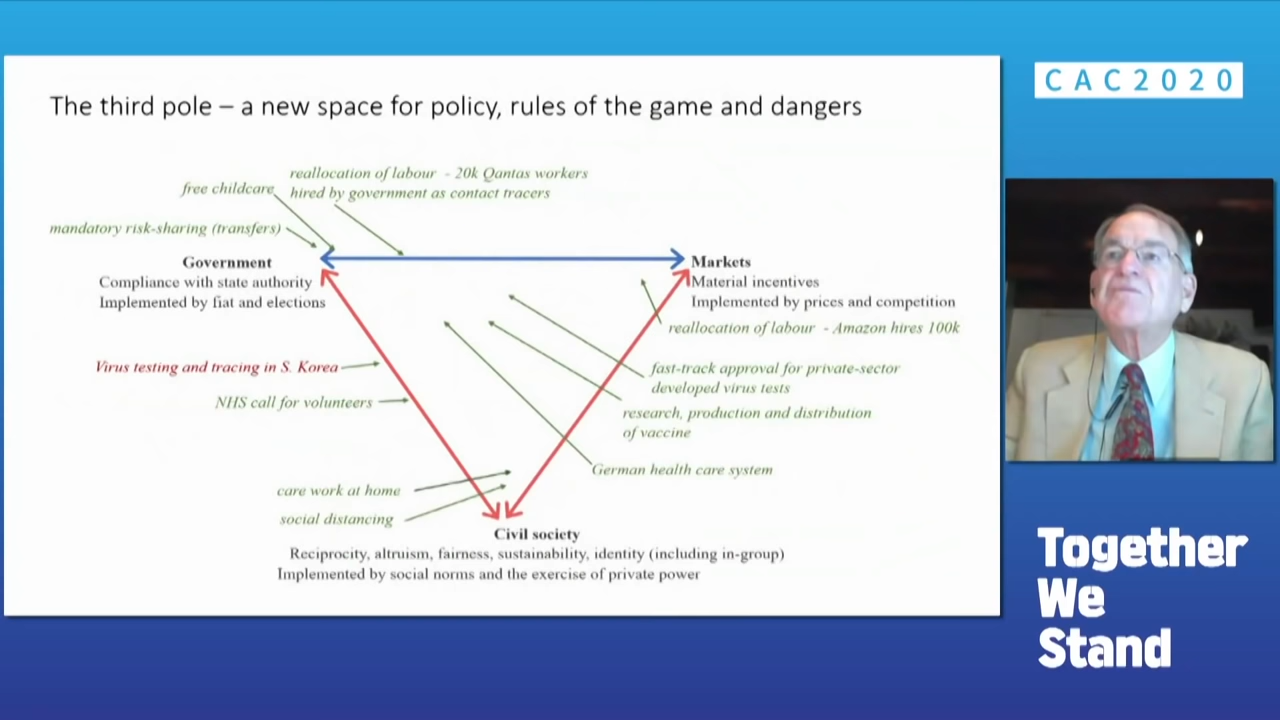 The third pole – a new space for policy, rules of the game and dangers
reallocation of labour - 20k Qantas workers
hired by government as contact tracers
free childcare
mandatory risk-sharing (transfers)
Government
Compliance with state authority
Implemented by fiat and elections
Markets
Material incentives
Implemented by prices and competition
reallocation of labour - Amazon hires 100k
Virus testing and tracing in S. Korea
NHS call for volunteers
fast-track approval for private-sector
developed virus tests
research, production and distribution
of vaccine
German health care system
care work at home
social distancing
Civil society
Reciprocity, altruism, fairness, sustainability, identity (including in-group)
Implemented by social norms and the exercise of private power
CAC2020
Together
We
Stand